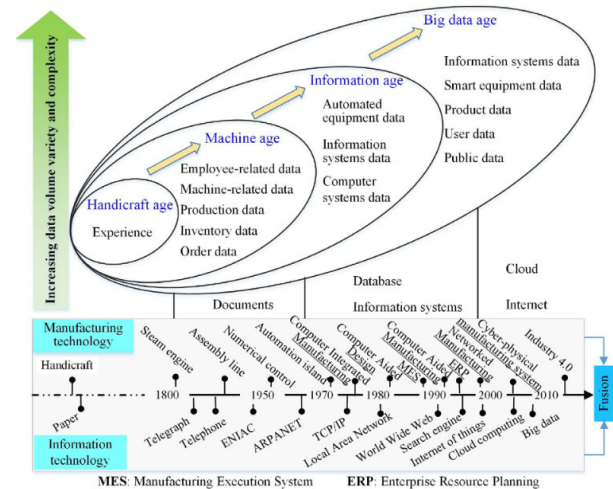 Increasing data volume variety and complexity
Big data age
Information systems data
Smart equipment data
Product data
User data
Public data
Information age
Automated
equipment data
Information
systems data
Computer
systems data
Machine age
Employee-related data
Machine-related data
Production data
Inventory data
Order data
Handicraft age
Experience
Documents
Database
Information systems
Cloud
Internet
Manufacturing
technology
Handicraft
Steam engine
Assembly line
Numerical control
Automation island
Computer Integrated
Manufacturing
Computer Aided
Design
Computer Aided
Manufacturing
MES
ERP
Networked
Manufacturing
Cyber-physical
manufacturing system
Industry 4.0
1800
1950
1970
1980
1990
2000
2010
Paper
Telegraph
Telephone
ENIAC
ARPANET
TCP/IP
Local Area Network
World Wide Web
Search engine
Internet of things
Cloud computing
Big data
Information
technology
Fusion
MES: Manufacturing Execution System ERP: Enterprise Resource Planning